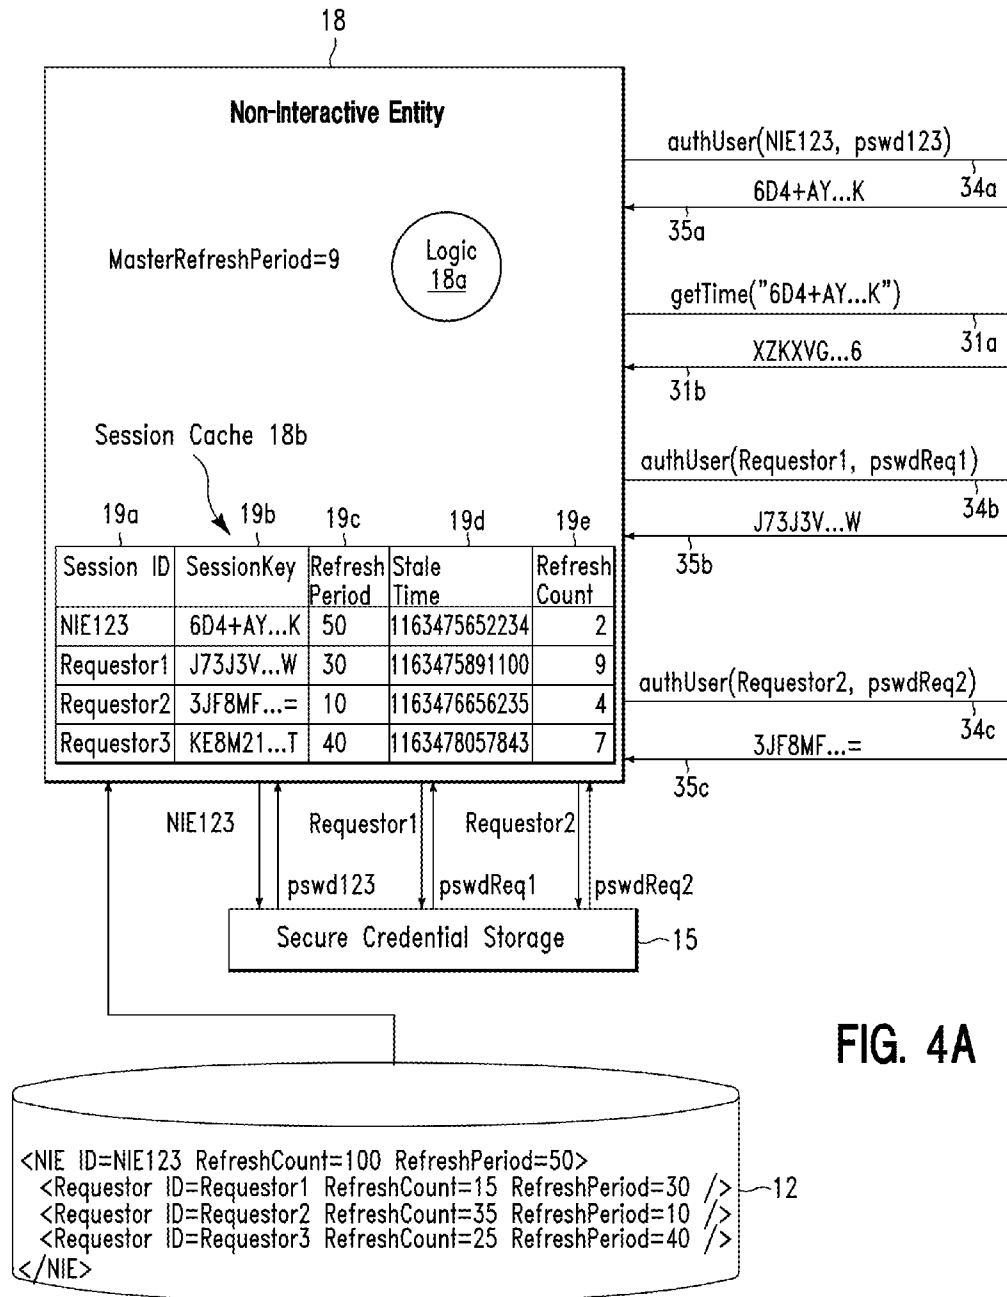 18
Non-Interactive Entity
authUser(NIE123, pswd123)
34a
6D4+AY...K
35a
MasterRefreshPeriod=9
Logic
18a
getTime("6D4+AY...K")
31a
XZKXVG...6
31b
Session Cache 18b
authUser(Requestor1, pswdReq1)
34b
J73J3V...W
35b
19a 19b 19c 19d 19e
Session ID SessionKey Refresh Period Stale Time Refresh Count
NIE123 6D4+AY...K 50 1163475652234 2
Requestor1 J73J3V...W 30 1163475891100 9
Requestor2 3JF8MF...= 10 1163476656235 4
Requestor3 KE8M21...T 40 1163478057843 7
authUser(Requestor2, pswdReq2)
34c
3JF8MF...=
35c
NIE123 Requestor1 Requestor2
pswd123 pswdReq1 pswdReq2
Secure Credential Storage
15
FIG. 4A
<NIE ID=NIE123 RefreshCount=100 RefreshPeriod=50>
<Requestor ID=Requestor1 RefreshCount=15 RefreshPeriod=30 />
<Requestor ID=Requestor2 RefreshCount=35 RefreshPeriod=10 />
<Requestor ID=Requestor3 RefreshCount=25 RefreshPeriod=40 />
</NIE>
12